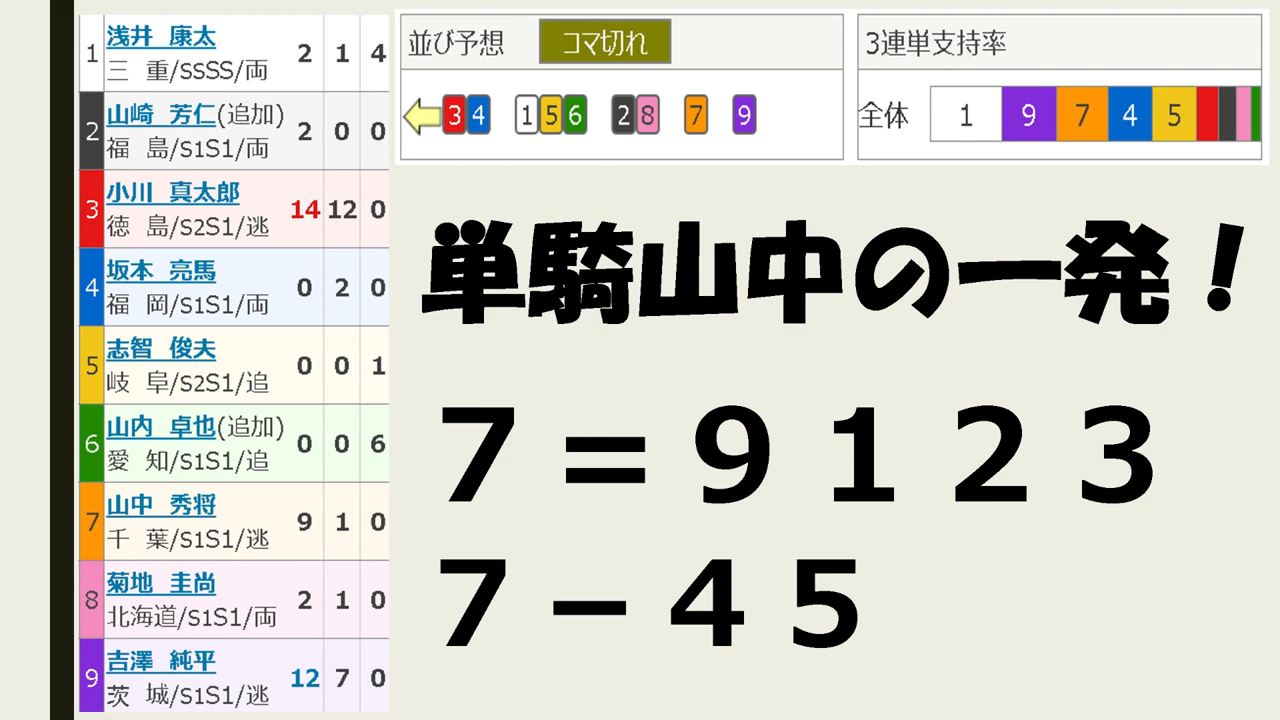 1 浅井 康太 2 1 4
三 重/SSSS/両
2 山崎 芳仁(追加) 2 0 0
福 島/S1S1/両
3 小川 真太郎 14 12 0
徳 島/S2S1/逃
4 坂本 亮馬 0 2 0
福 岡/S1S1/両
5 志智 俊夫 0 0 1
岐 阜/S2S1/追
6 山内 卓也(追加) 0 0 6
愛 知/S1S1/追
7 山中 秀将 9 1 0
千 葉/S1S1/逃
8 菊地 圭尚 2 1 0
北海道/S1S1/両
9 吉澤 純平 12 7 0
茨 城/S1S1/逃
並び予想 コマ切れ
3 4 1 5 6 2 8 7 9
3連単支持率
全体 1 9 7 4 5
単騎山中の一発!
7=9123
7-45